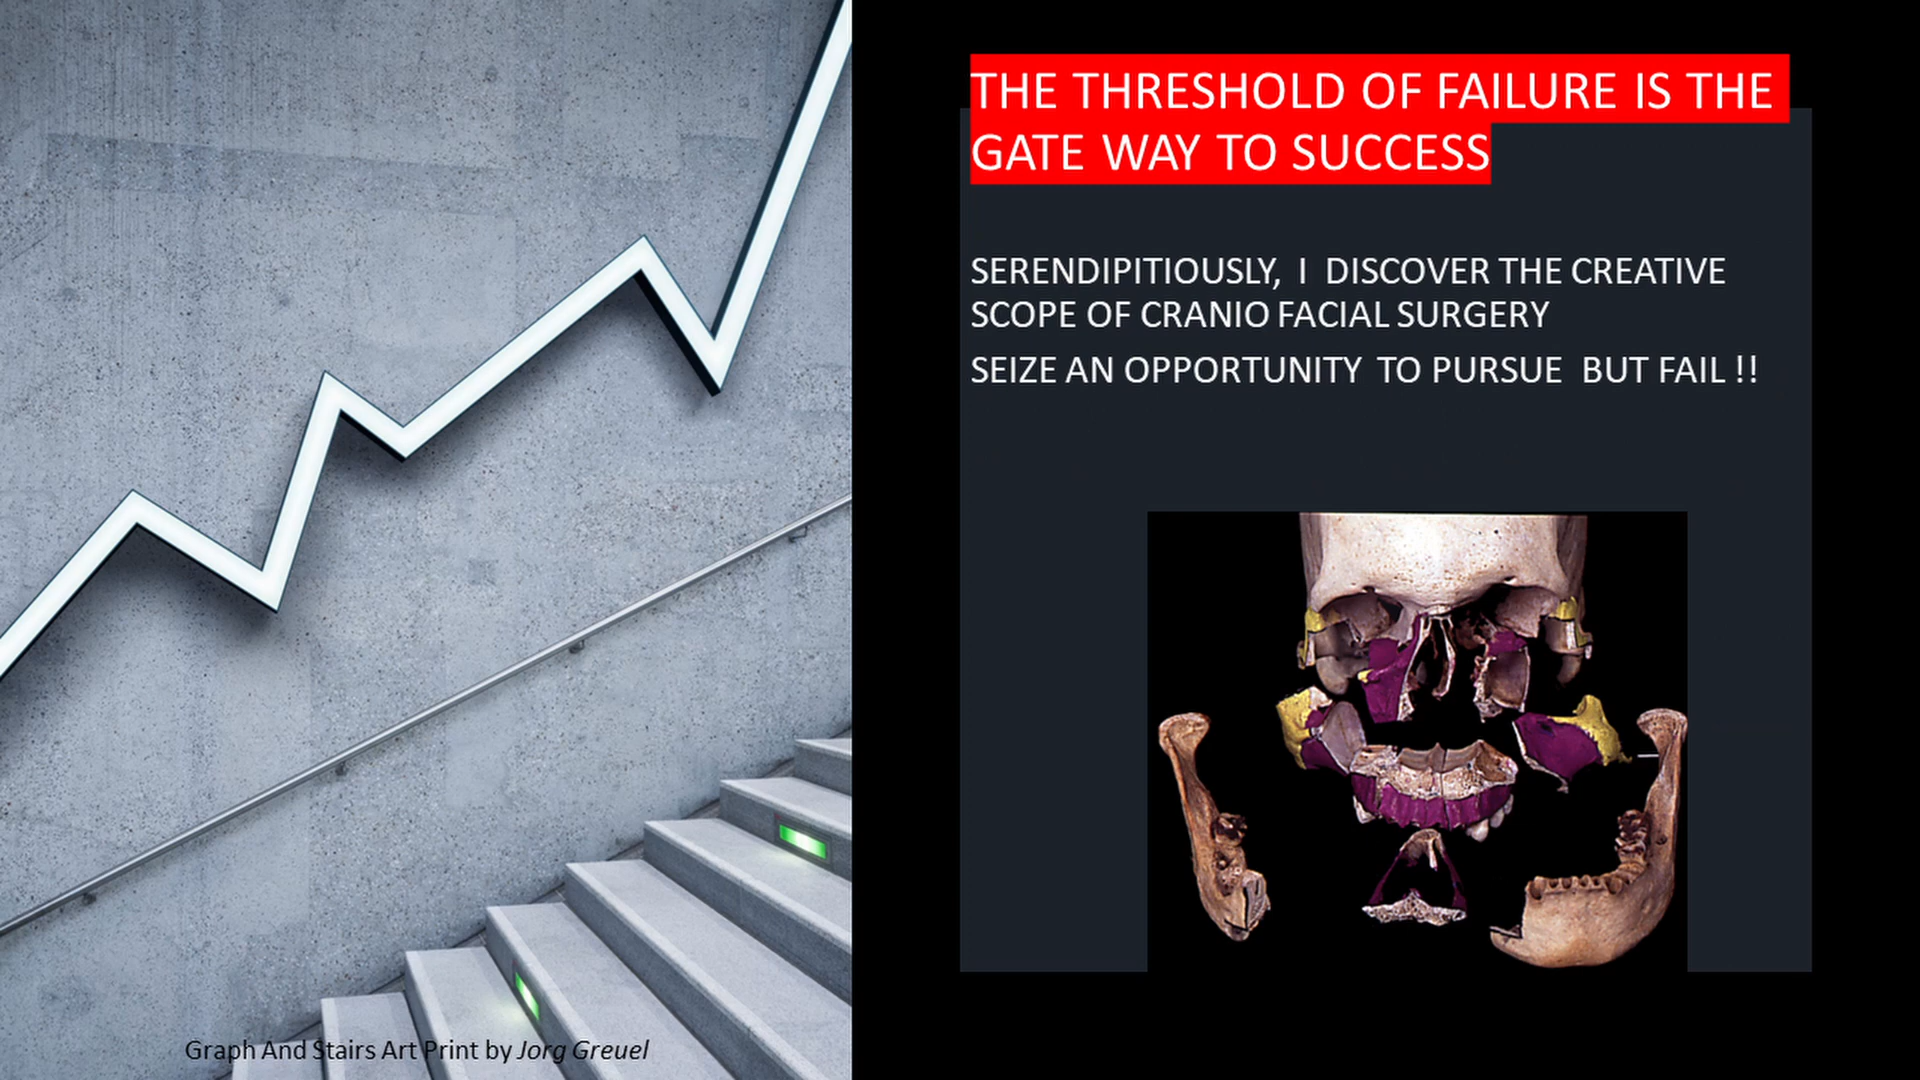 THE THRESHOLD OF FAILURE IS THE
GATE WAY TO SUCCESS
SERENDIPITIOUSLY, I DISCOVER THE CREATIVE
SCOPE OF CRANIO FACIAL SURGERY
SEIZE AN OPPORTUNITY TO PURSUE BUT FAIL !!
Graph And Stairs Art Print by Jorg Greuel